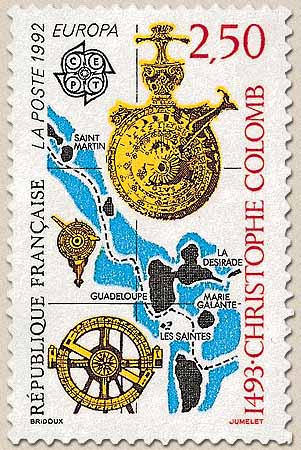 EUROPA
2,50
LA POSTE 1992
RÉPUBLIQUE FRANÇAISE
CEPT
SAINT
MARTIN
LA
DESIRADE
GUADELOUPE
MARIE
GALANTE
LES SAINTES
1493·CHRISTOPHE COLOMB
BRIDOUX
JUMELET